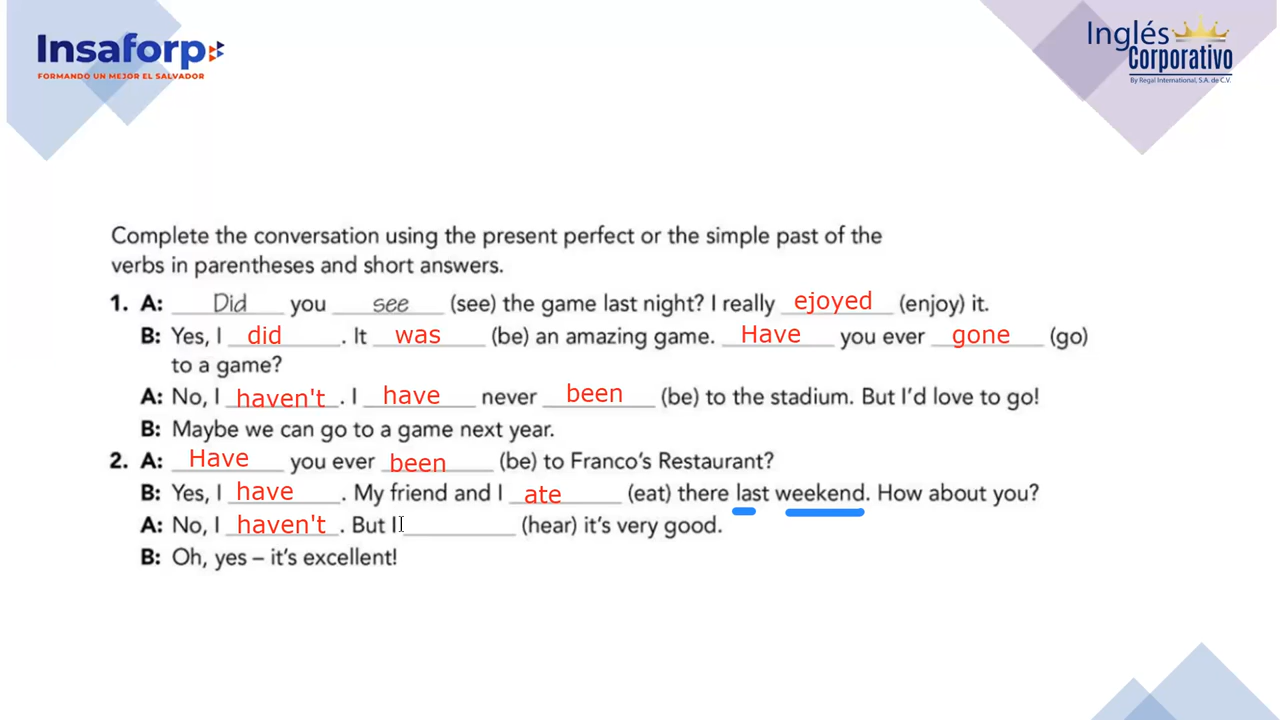 Insaforp
FORMANDO UN MEJOR EL SALVADOR
Inglés
Corporativo
By Regal International, S.A. de C.V.
Complete the conversation using the present perfect or the simple past of the
verbs in parentheses and short answers.
1. A: Did you see (see) the game last night? I really ejoyed (enjoy) it.
B: Yes, I did. It was (be) an amazing game. Have you ever gone (go)
to a game?
A: No, I haven't. I have never been (be) to the stadium. But I'd love to go!
B: Maybe we can go to a game next year.
2. A: Have you ever been (be) to Franco's Restaurant?
B: Yes, I have. My friend and I ate (eat) there last weekend. How about you?
A: No, I haven't. But I ________ (hear) it's very good.
B: Oh, yes – it's excellent!